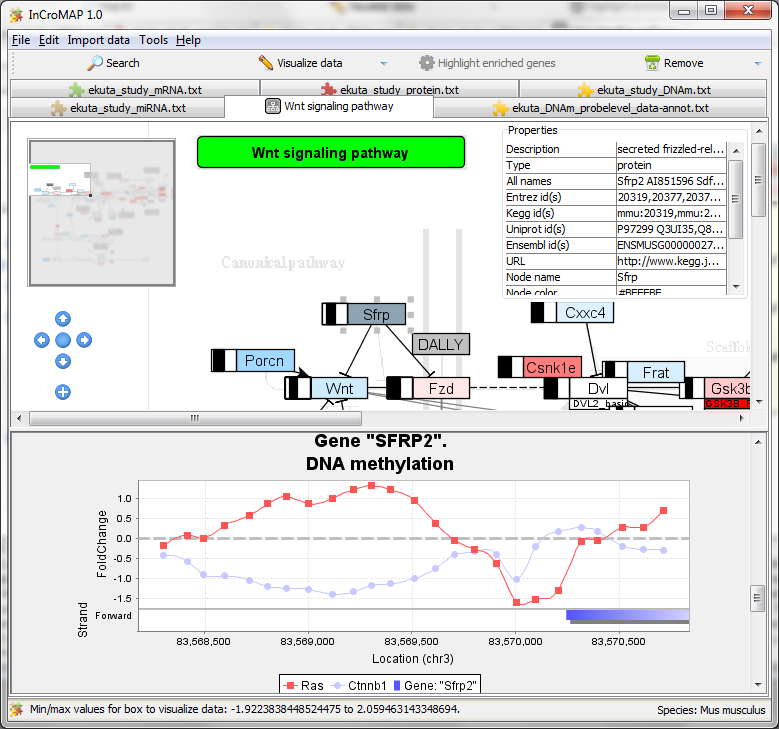 InCroMAP 1.0
File Edit Import data Tools Help
Search Visualize data Highlight enriched genes Remove
ekuta_study_mRNA.txt ekuta_study_protein.txt ekuta_study_DNAm.txt
ekuta_study_miRNA.txt Wnt signaling pathway ekuta_DNAm_probelevel_data-annot.txt
Wnt signaling pathway
Properties
Description secreted frizzled-rel...
Type protein
All names Sfrp2 AI851596 Sdf...
Entrez id(s) 20319,20377,2037...
Kegg id(s) mmu:20319,mmu:2...
Uniprot id(s) P97299 Q3UI35,Q8...
Ensembl id(s) ENSMUSG00000027...
URL http://www.kegg.j...
Node name Sfrp
Node color #BFEFBF
Canonical pathway
Sfrp Cxxc4
DALLY Scaffold
Porcn Csnk1e Frat
Wnt Fzd Dvl Gsk3b
DVL2_basic GSK3B
Gene "SFRP2".
DNA methylation
FoldChange
1.0
0.5
0.0
-0.5
-1.0
-1.5
Strand
Forward
83,568,500 83,569,000 83,569,500 83,570,000 83,570,500
Location (chr3)
Ras Ctnnb1 Gene: "Sfrp2"
Min/max values for box to visualize data: -1.9223838448524475 to 2.059463143348694. Species: Mus musculus